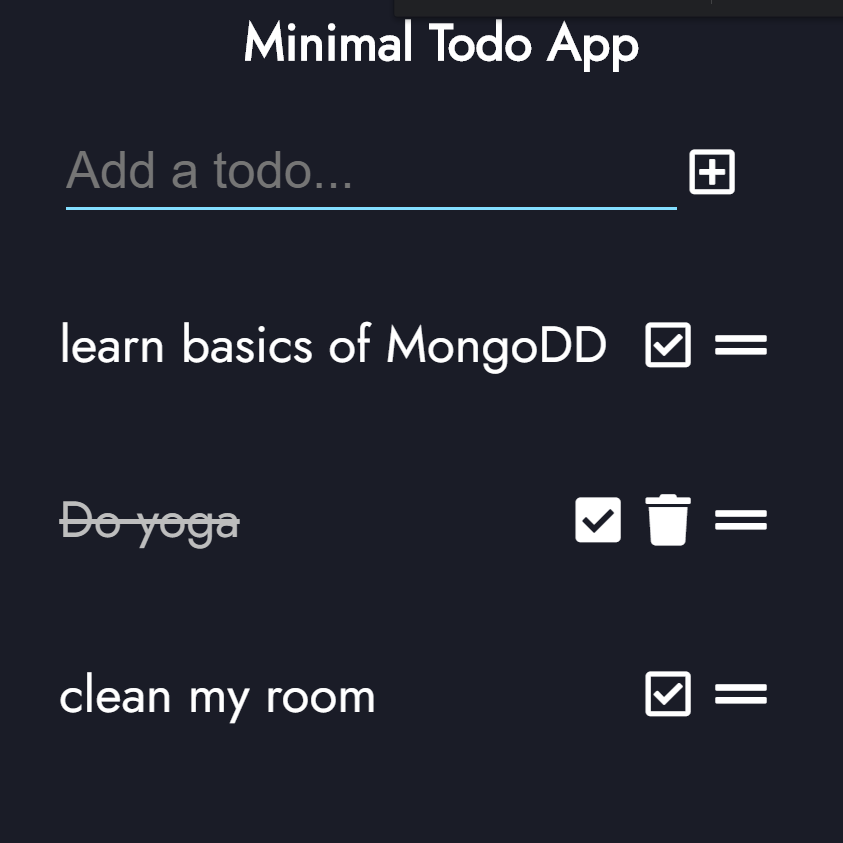 Minimal Todo App
Add a todo...
learn basics of MongoDD
Do yoga
clean my room